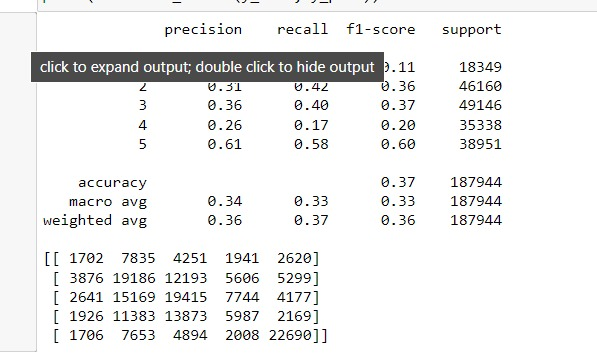 precision recall f1-score support
click to expand output; double click to hide output 0.11 18349
2 0.31 0.42 0.36 46160
3 0.36 0.40 0.37 49146
4 0.26 0.17 0.20 35338
5 0.61 0.58 0.60 38951
accuracy 0.37 187944
macro avg 0.34 0.33 0.33 187944
weighted avg 0.36 0.37 0.36 187944
[[ 1702 7835 4251 1941 2620]
[ 3876 19186 12193 5606 5299]
[ 2641 15169 19415 7744 4177]
[ 1926 11383 13873 5987 2169]
[ 1706 7653 4894 2008 22690]]